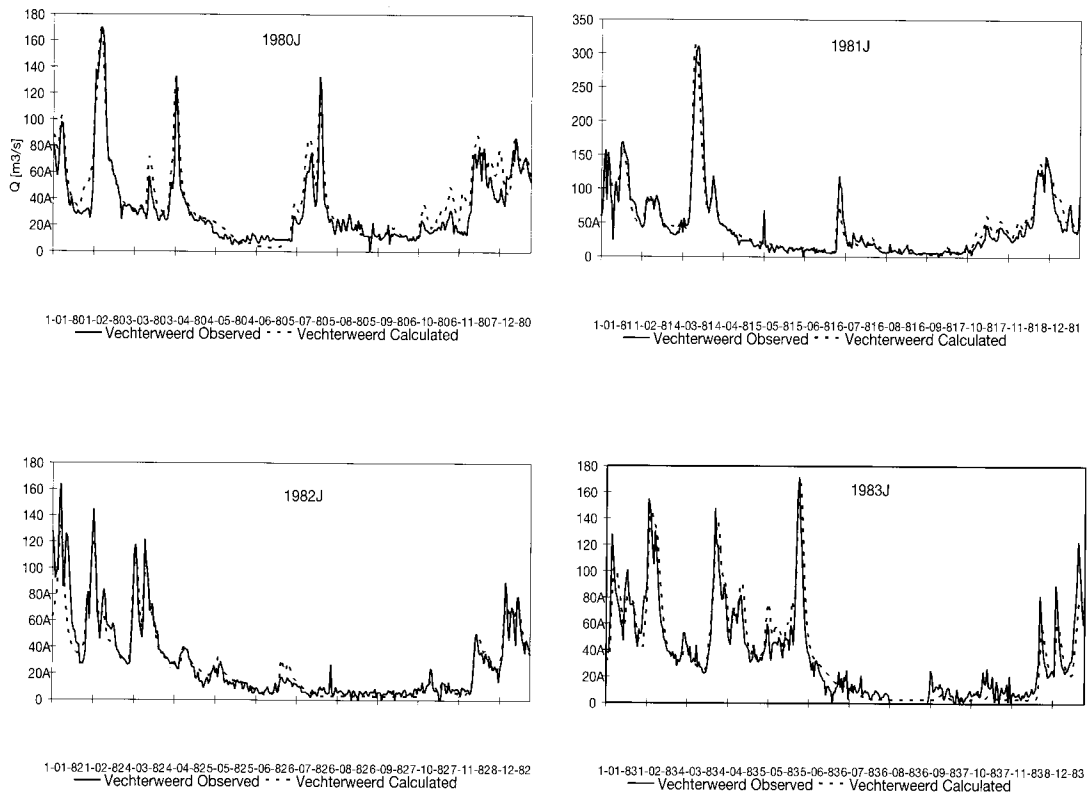 1980J
Q [m3/s]
180
160
140
120
100
80A
60A
40A
20A
0
1-01-801-02-803-03-803-04-804-05-804-06-805-07-805-08-805-09-806-10-806-11-807-12-80
Vechterweerd Observed Vechterweerd Calculated
1981J
350
300
250
200
150
100
50A
0
1-01-811-02-814-03-814-04-815-05-815-06-816-07-816-08-816-09-817-10-817-11-818-12-81
Vechterweerd Observed Vechterweerd Calculated
1982J
180
160
140
120
100
80A
60A
40A
20A
0
1-01-821-02-824-03-824-04-825-05-825-06-826-07-826-08-826-09-827-10-827-11-828-12-82
Vechterweerd Observed Vechterweerd Calculated
1983J
180
160
140
120
100
80A
60A
40A
20A
0
1-01-831-02-834-03-834-04-835-05-835-06-836-07-836-08-836-09-837-10-837-11-838-12-83
Vechterweerd Observed Vechterweerd Calculated